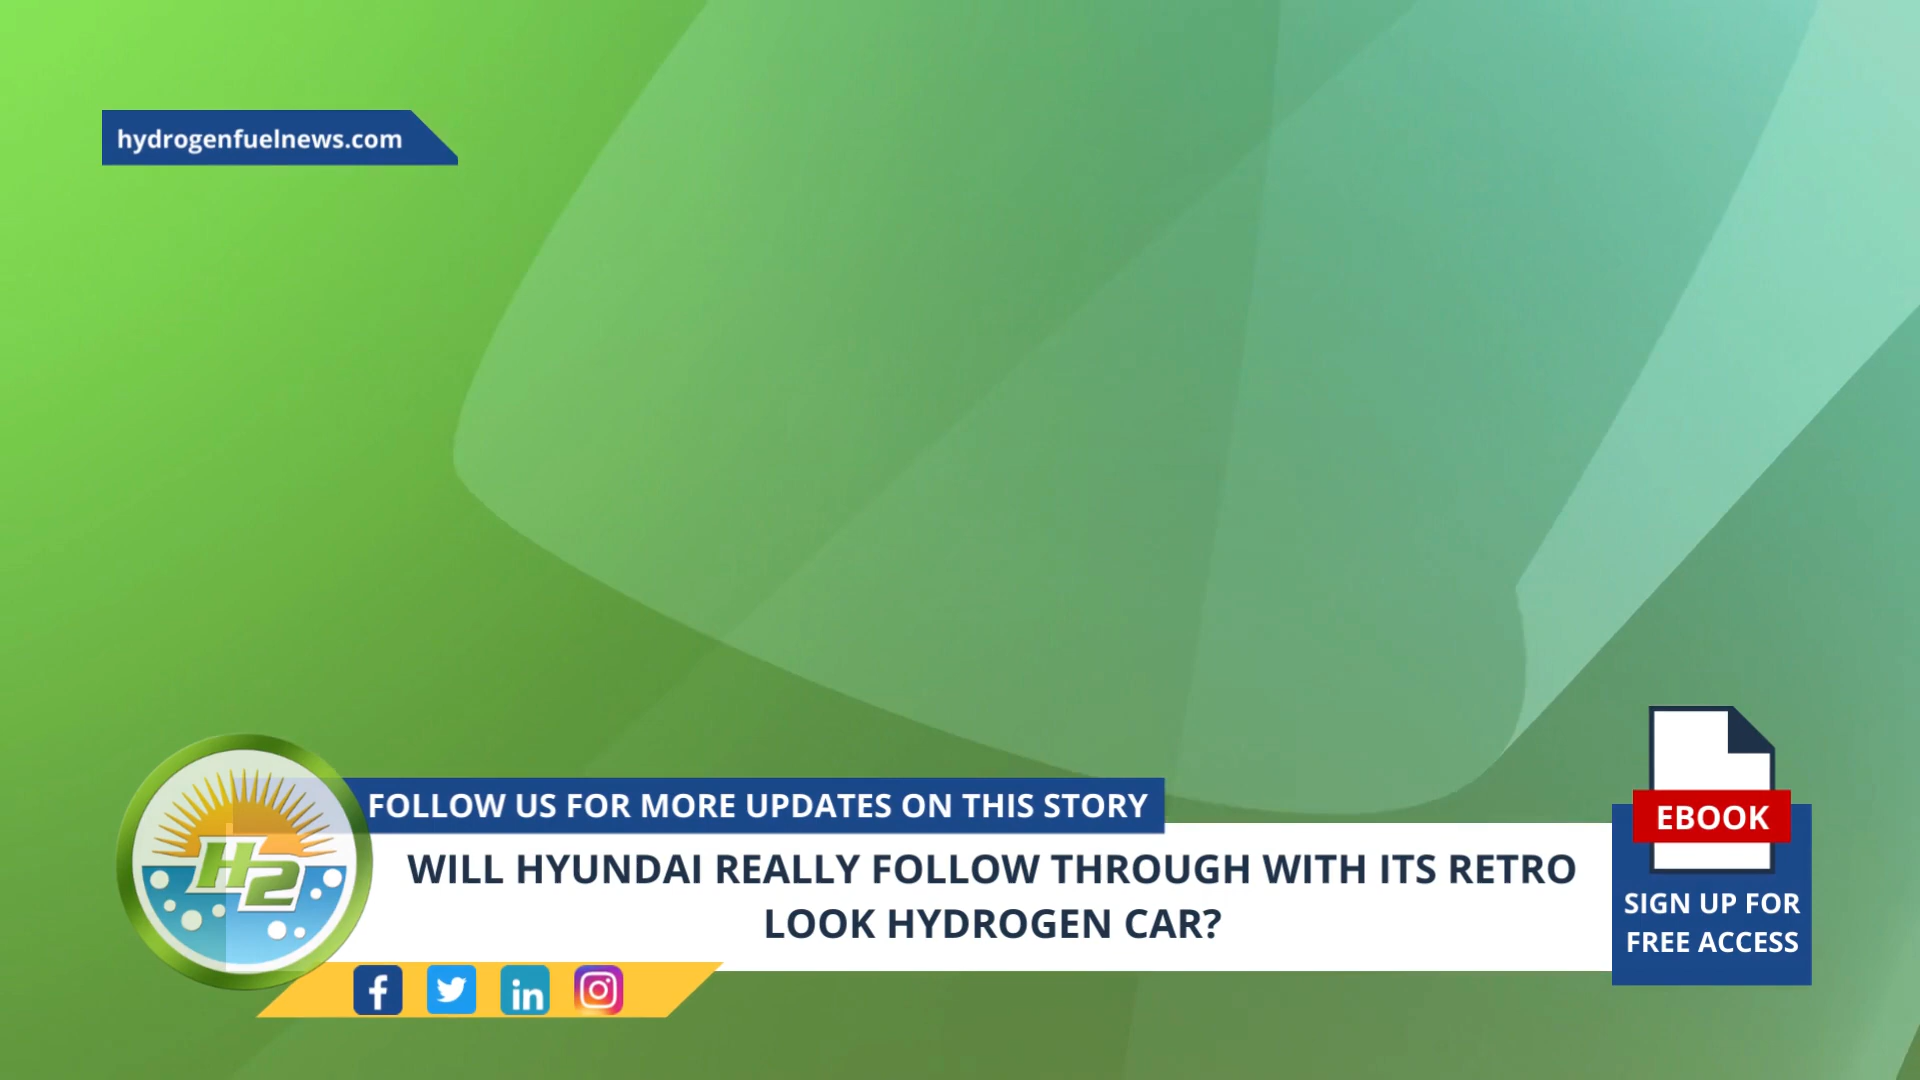 hydrogenfuelnews.com
FOLLOW US FOR MORE UPDATES ON THIS STORY
WILL HYUNDAI REALLY FOLLOW THROUGH WITH ITS RETRO
LOOK HYDROGEN CAR?
H2
EBOOK
SIGN UP FOR
FREE ACCESS
f
in